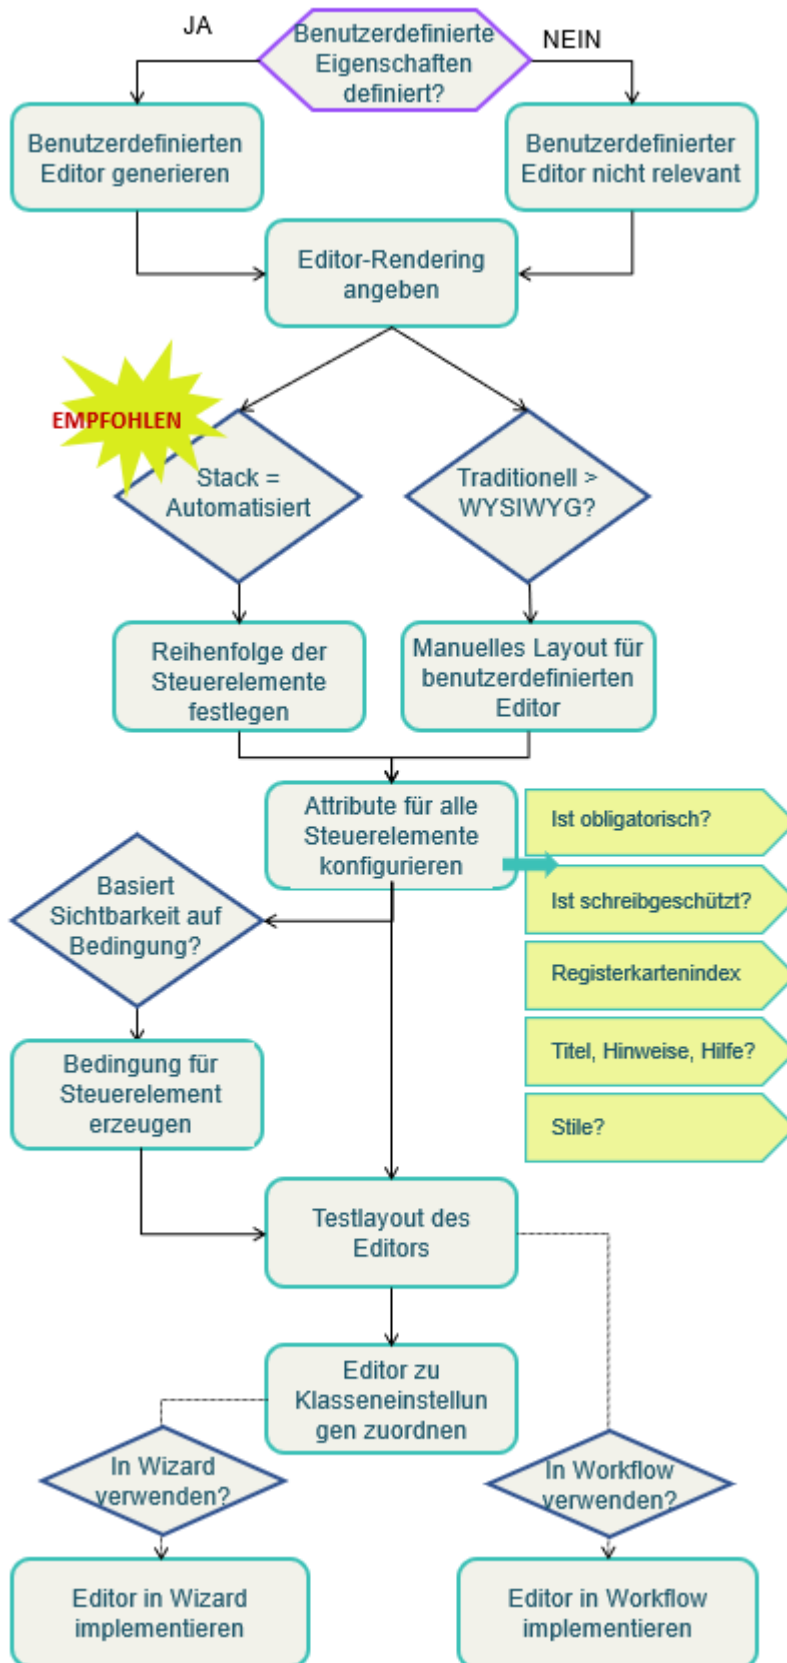 JA
Benutzerdefinierte
Eigenschaften
definiert?
NEIN
Benutzerdefinierten
Editor generieren
Benutzerdefinierter
Editor nicht relevant
Editor-Rendering
angeben
EMPFOHLEN
Stack =
Automatisiert
Traditionell >
WYSIWYG?
Reihenfolge der
Steuerelemente
festlegen
Manuelles Layout für
benutzerdefinierten
Editor
Attribute für alle
Steuerelemente
konfigurieren
Ist obligatorisch?
Ist schreibgeschützt?
Registerkartenindex
Titel, Hinweise, Hilfe?
Stile?
Basiert
Sichtbarkeit auf
Bedingung?
Bedingung für
Steuerelement
erzeugen
Testlayout des
Editors
Editor zu
Klasseneinstellun
gen zuordnen
In Wizard
verwenden?
In Workflow
verwenden?
Editor in Wizard
implementieren
Editor in Workflow
implementieren